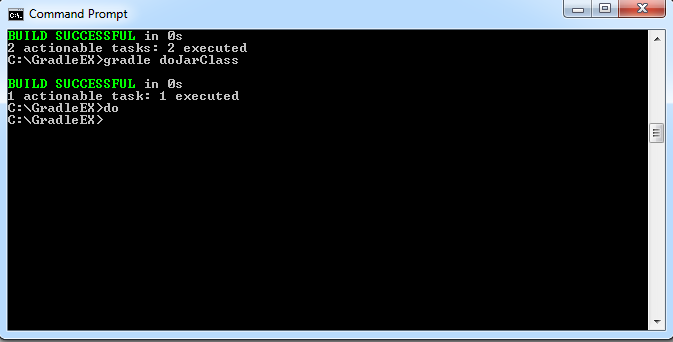 C:\. Command Prompt
BUILD SUCCESSFUL in 0s
2 actionable tasks: 2 executed
C:\GradleEX>gradle doJarClass
BUILD SUCCESSFUL in 0s
1 actionable task: 1 executed
C:\GradleEX>do
C:\GradleEX>